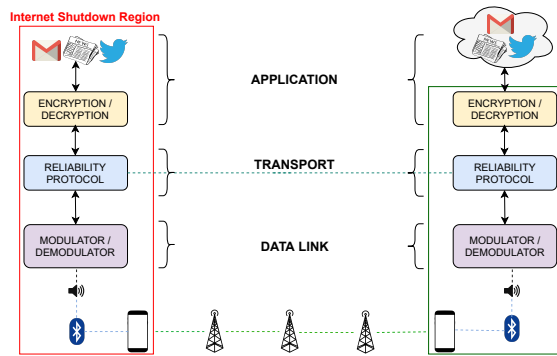 Internet Shutdown Region
APPLICATION
ENCRYPTION /
DECRYPTION
ENCRYPTION /
DECRYPTION
TRANSPORT
RELIABILITY
PROTOCOL
RELIABILITY
PROTOCOL
DATA LINK
MODULATOR /
DEMODULATOR
MODULATOR /
DEMODULATOR